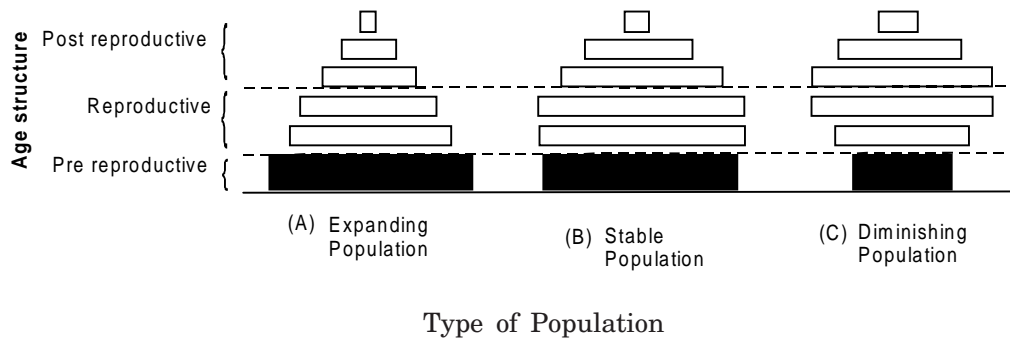 Age structure
Post reproductive
Reproductive
Pre reproductive
(A) Expanding
Population
(B) Stable
Population
(C) Diminishing
Population
Type of Population